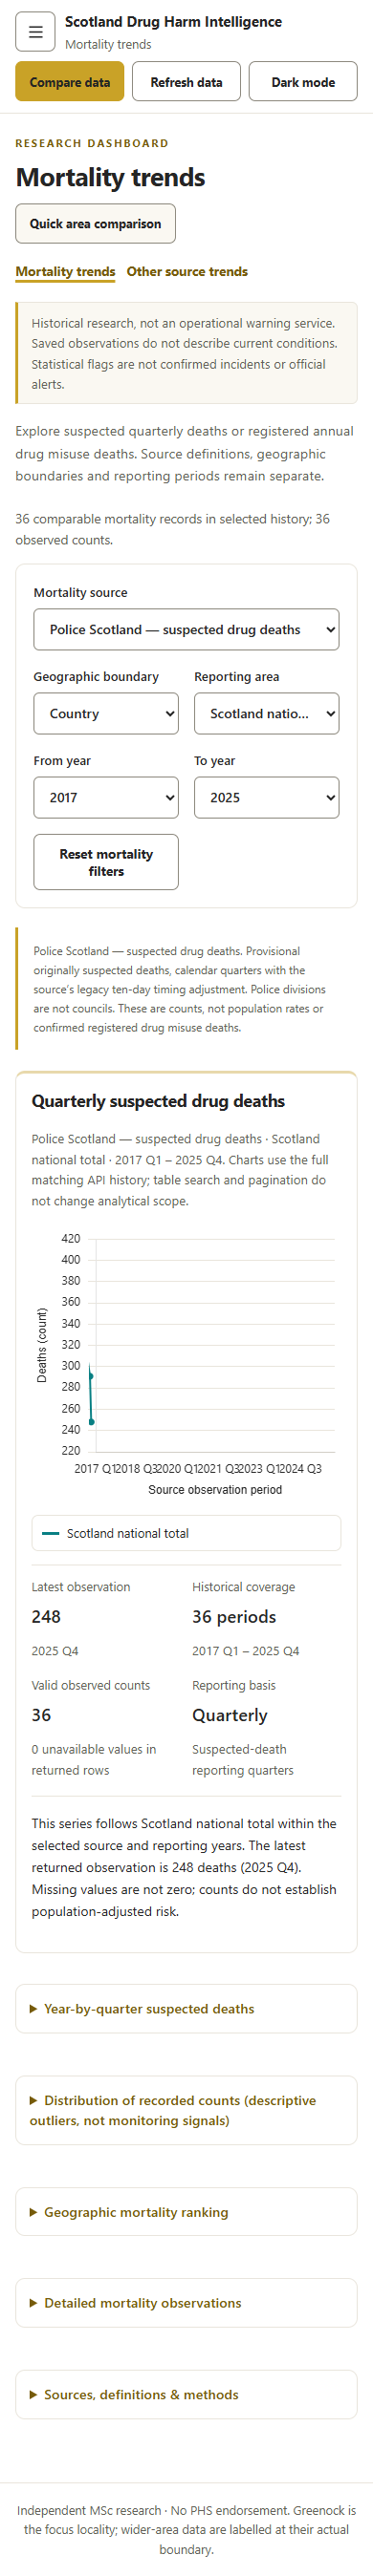 Scotland Drug Harm Intelligence
Mortality trends
Compare data
Refresh data
Dark mode
RESEARCH DASHBOARD
Mortality trends
Quick area comparison
Mortality trends Other source trends
Historical research, not an operational warning service.
Saved observations do not describe current conditions.
Statistical flags are not confirmed incidents or official
alerts.
Explore suspected quarterly deaths or registered annual
drug misuse deaths. Source definitions, geographic
boundaries and reporting periods remain separate.
36 comparable mortality records in selected history; 36
observed counts.
Mortality source
Police Scotland — suspected drug deaths
Geographic boundary
Reporting area
Country
Scotland natio...
From year
To year
2017
2025
Reset mortality
filters
Police Scotland — suspected drug deaths. Provisional
originally suspected deaths, calendar quarters with the
source's legacy ten-day timing adjustment. Police divisions
are not councils. These are counts, not population rates or
confirmed registered drug misuse deaths.
Quarterly suspected drug deaths
Police Scotland — suspected drug deaths · Scotland
national total · 2017 Q1 – 2025 Q4. Charts use the full
matching API history; table search and pagination do
not change analytical scope.
420
400
380
360
340
320
300
280
260
240
220
Deaths (count)
2017 Q1 2018 Q3 2020 Q1 2021 Q3 2023 Q1 2024 Q3
Source observation period
Scotland national total
Latest observation
Historical coverage
248
36 periods
2025 Q4
2017 Q1 – 2025 Q4
Valid observed counts
Reporting basis
36
Quarterly
0 unavailable values in
returned rows
Suspected-death
reporting quarters
This series follows Scotland national total within the
selected source and reporting years. The latest
returned observation is 248 deaths (2025 Q4).
Missing values are not zero; counts do not establish
population-adjusted risk.
Year-by-quarter suspected deaths
Distribution of recorded counts (descriptive
outliers, not monitoring signals)
Geographic mortality ranking
Detailed mortality observations
Sources, definitions & methods
Independent MSc research · No PHS endorsement. Greenock is
the focus locality; wider-area data are labelled at their actual
boundary.